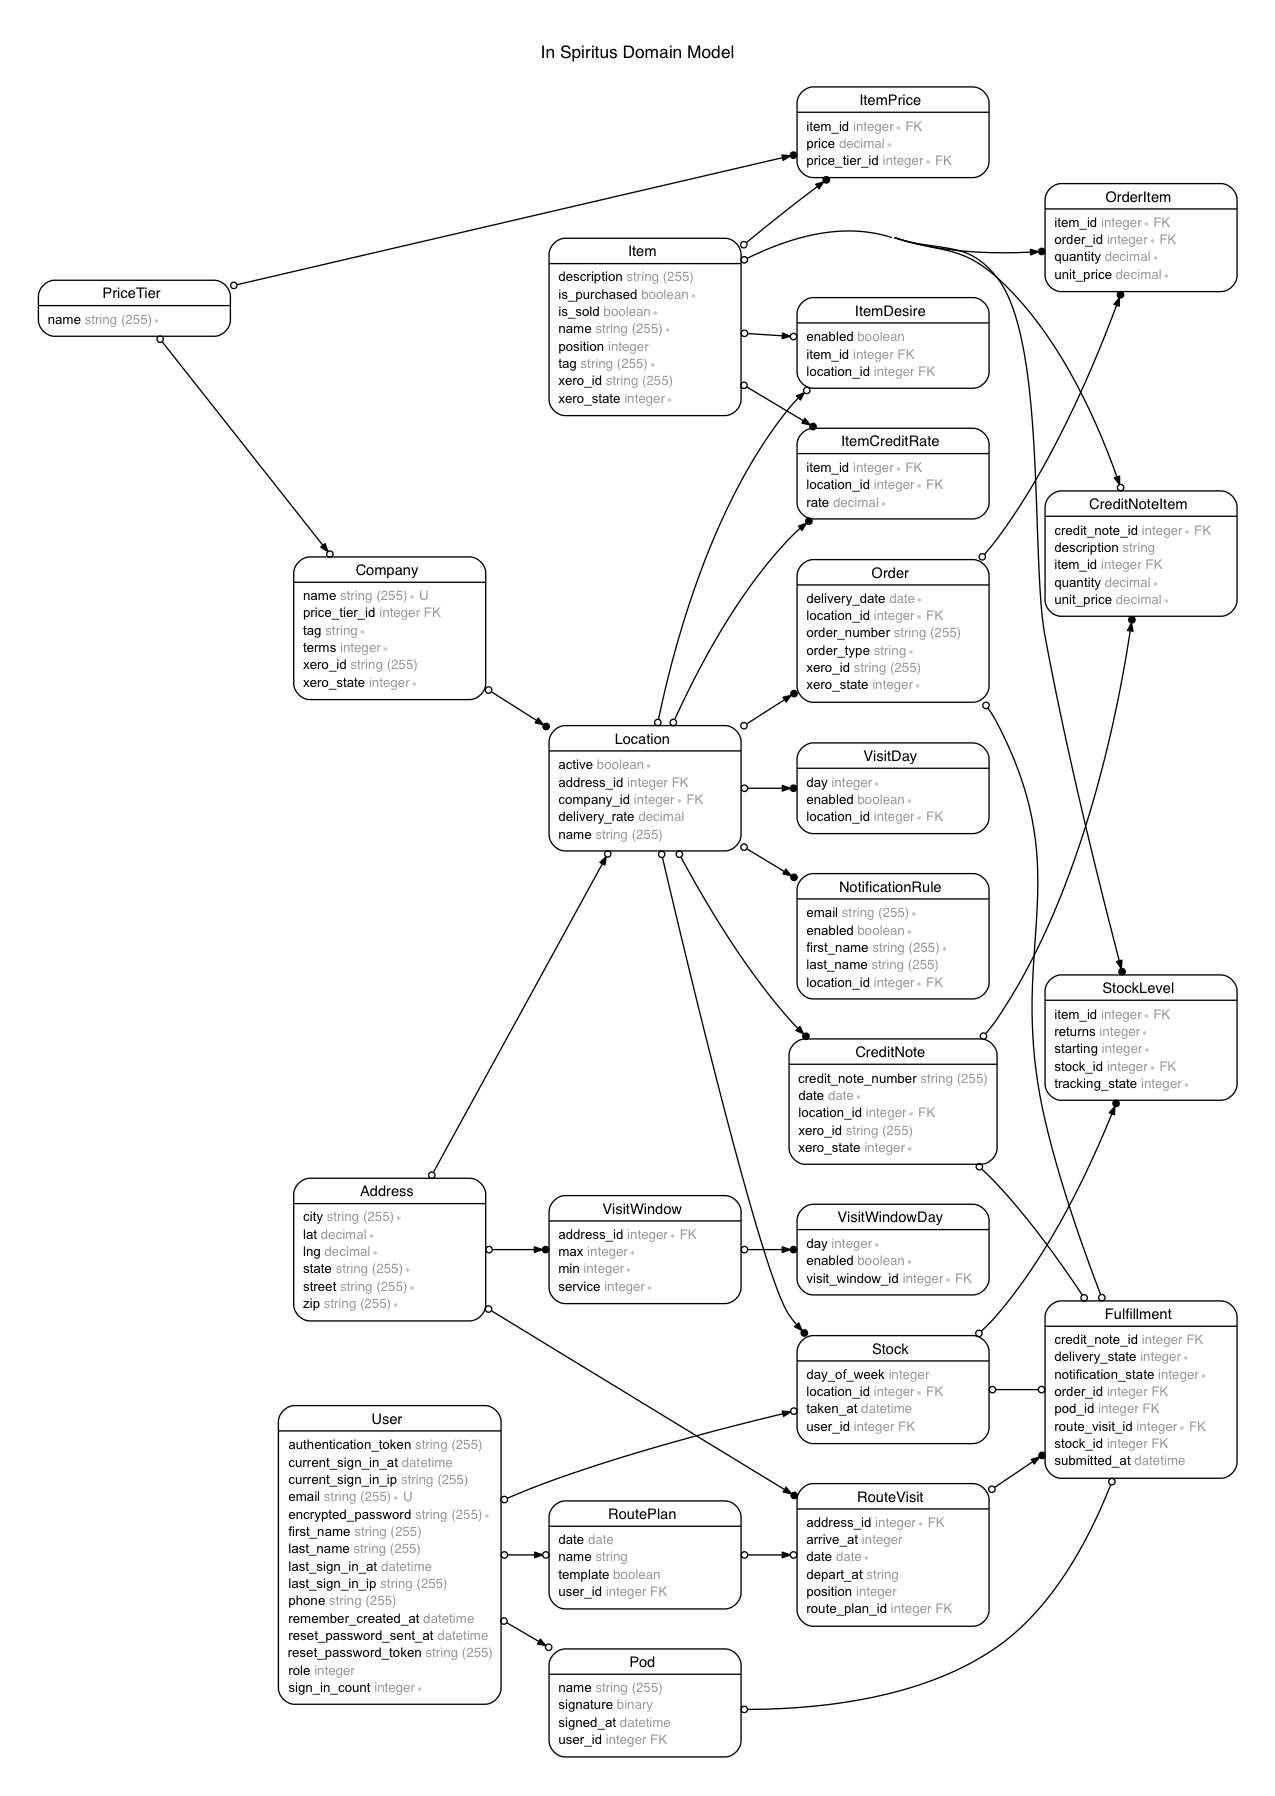 In Spiritus Domain Model
ItemPrice
item_id integer ∗ FK
price decimal ∗
price_tier_id integer ∗ FK
OrderItem
item_id integer ∗ FK
order_id integer ∗ FK
quantity decimal ∗
unit_price decimal ∗
Item
description string (255)
is_purchased boolean ∗
is_sold boolean ∗
name string (255) ∗
position integer
tag string (255) ∗
xero_id string (255)
xero_state integer ∗
PriceTier
name string (255) ∗
ItemDesire
enabled boolean
item_id integer FK
location_id integer FK
ItemCreditRate
item_id integer ∗ FK
location_id integer ∗ FK
rate decimal ∗
CreditNoteItem
credit_note_id integer ∗ FK
description string
item_id integer FK
quantity decimal ∗
unit_price decimal ∗
Company
name string (255) ∗ U
price_tier_id integer FK
tag string ∗
terms integer ∗
xero_id string (255)
xero_state integer ∗
Order
delivery_date date ∗
location_id integer ∗ FK
order_number string (255)
order_type string ∗
xero_id string (255)
xero_state integer ∗
Location
active boolean ∗
address_id integer FK
company_id integer ∗ FK
delivery_rate decimal
name string (255)
VisitDay
day integer ∗
enabled boolean ∗
location_id integer ∗ FK
NotificationRule
email string (255) ∗
enabled boolean ∗
first_name string (255) ∗
last_name string (255)
location_id integer ∗ FK
StockLevel
item_id integer ∗ FK
returns integer ∗
starting integer ∗
stock_id integer ∗ FK
tracking_state integer ∗
CreditNote
credit_note_number string (255)
date date ∗
location_id integer ∗ FK
xero_id string (255)
xero_state integer ∗
Address
city string (255) ∗
lat decimal ∗
lng decimal ∗
state string (255) ∗
street string (255) ∗
zip string (255) ∗
VisitWindow
address_id integer ∗ FK
max integer ∗
min integer ∗
service integer ∗
VisitWindowDay
day integer ∗
enabled boolean ∗
visit_window_id integer ∗ FK
Fulfillment
credit_note_id integer FK
delivery_state integer ∗
notification_state integer ∗
order_id integer FK
pod_id integer FK
route_visit_id integer ∗ FK
stock_id integer FK
submitted_at datetime
Stock
day_of_week integer
location_id integer ∗ FK
taken_at datetime
user_id integer FK
User
authentication_token string (255)
current_sign_in_at datetime
current_sign_in_ip string (255)
email string (255) ∗ U
encrypted_password string (255) ∗
first_name string (255)
last_name string (255)
last_sign_in_at datetime
last_sign_in_ip string (255)
phone string (255)
remember_created_at datetime
reset_password_sent_at datetime
reset_password_token string (255)
role integer
sign_in_count integer ∗
RoutePlan
date date
name string
template boolean
user_id integer FK
RouteVisit
address_id integer ∗ FK
arrive_at integer
date date ∗
depart_at string
position integer
route_plan_id integer FK
Pod
name string (255)
signature binary
signed_at datetime
user_id integer FK